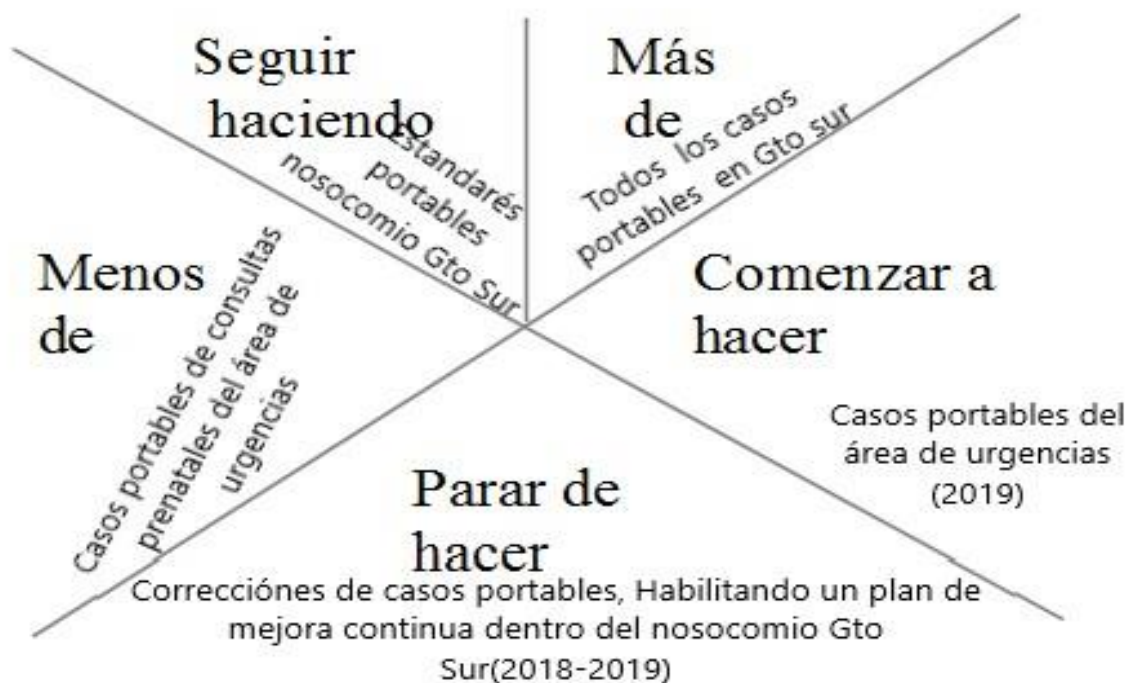 Seguir
haciendo
Estandarés
portables
nosocomio Gto Sur
Más
de
Todos los casos
portables en Gto sur
Menos
de
Casos portables de consultas
prenatales del área de
urgencias
Comenzar a
hacer
Casos portables del
área de urgencias
(2019)
Parar de
hacer
Correcciónes de casos portables, Habilitando un plan de
mejora continua dentro del nosocomio Gto
Sur(2018-2019)